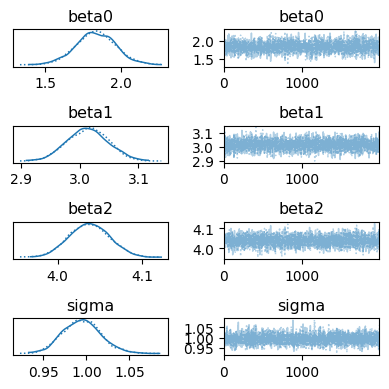 beta0 beta0
2.0
1.5
1.5 2.0 0 1000
beta1 beta1
3.1
3.0
2.9
2.9 3.0 3.1 0 1000
beta2 beta2
4.1
4.0
4.0 4.1 0 1000
sigma sigma
1.05
1.00
0.95
0.95 1.00 1.05 0 1000